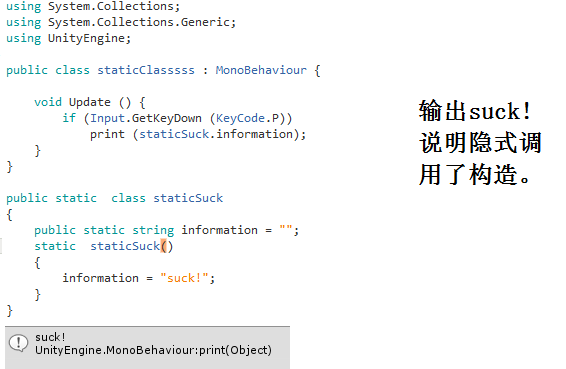 using System.Collections;
using System.Collections.Generic;
using UnityEngine;
public class staticClasssss : MonoBehaviour {
void Update () {
if (Input.GetKeyDown (KeyCode.P))
print (staticSuck.information);
}
}
输出suck!
说明隐式调
用了构造。
public static  class staticSuck
{
public static string information = "";
static  staticSuck()
{
information = "suck!";
}
}
suck!
UnityEngine.MonoBehaviour:print(Object)